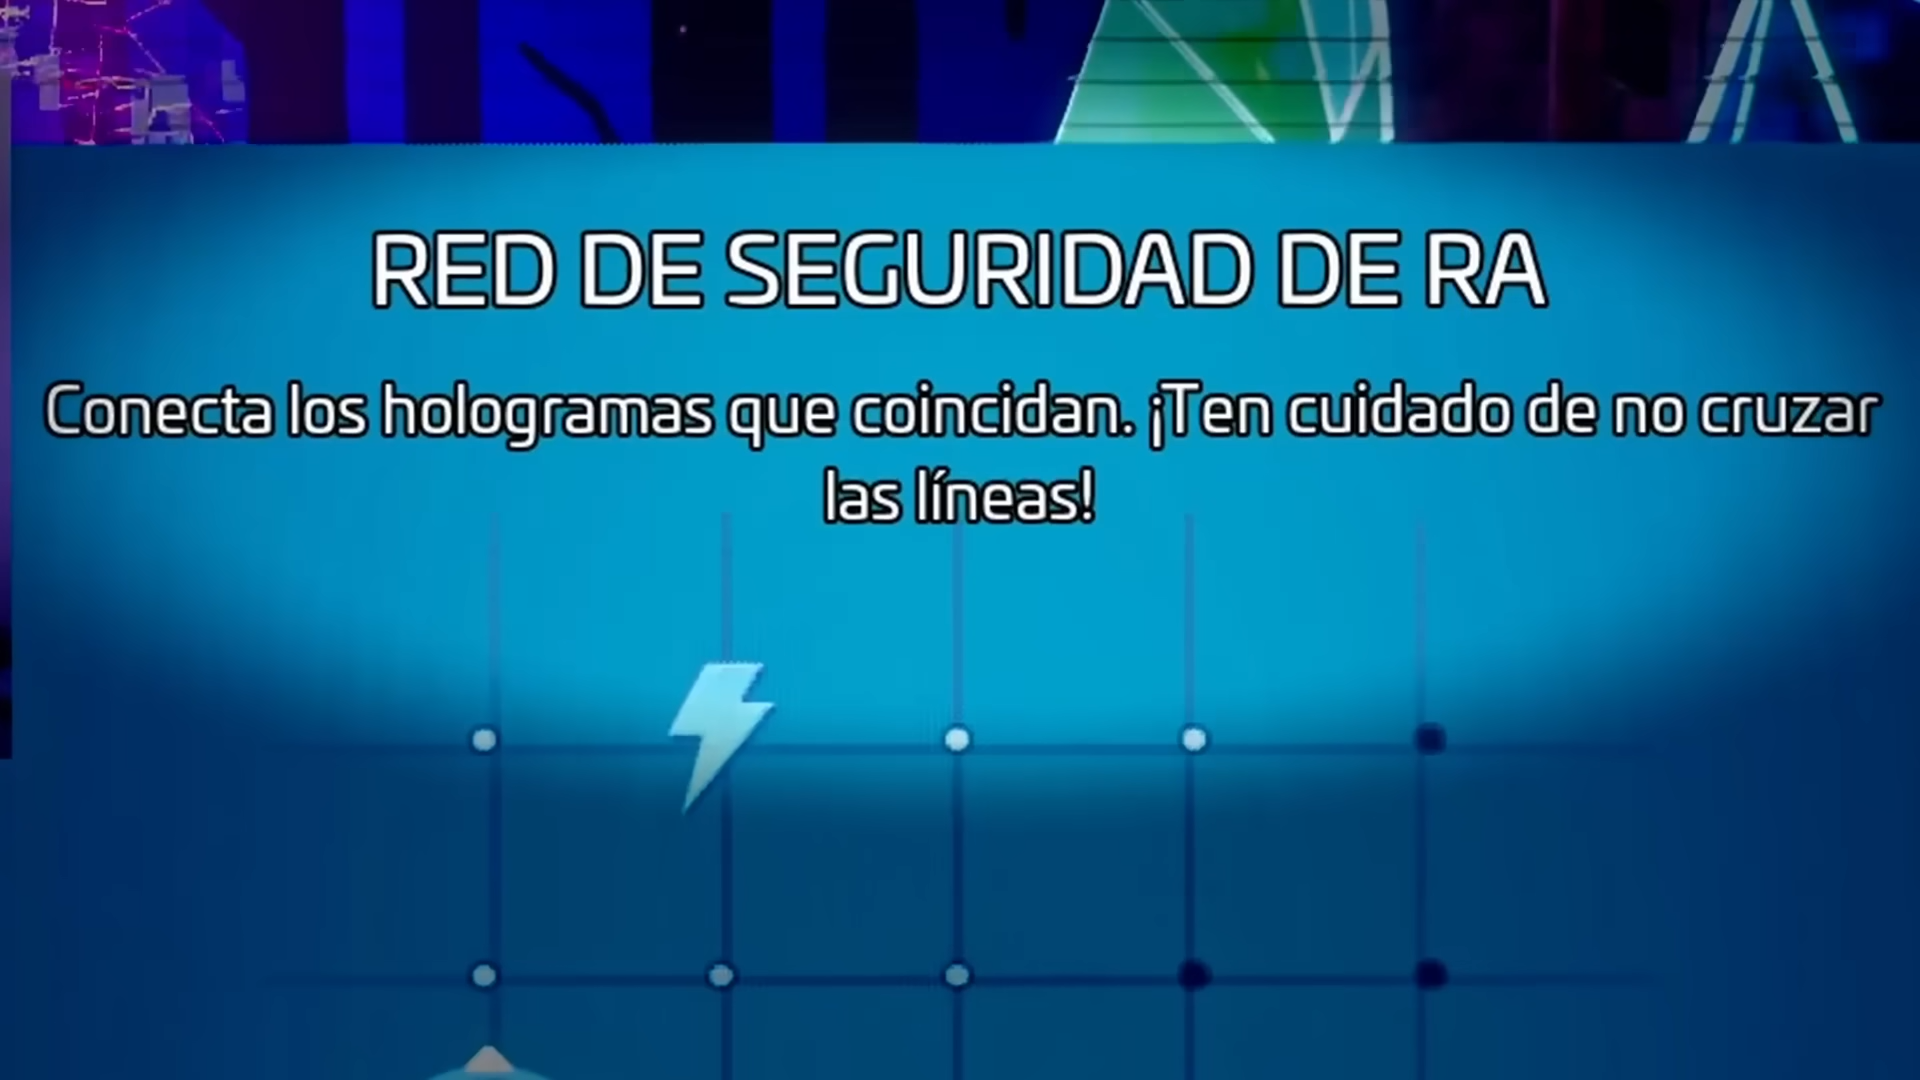 RED DE SEGURIDAD DE RA
Conecta los hologramas que coincidan. ¡Ten cuidado de no cruzar
las líneas!